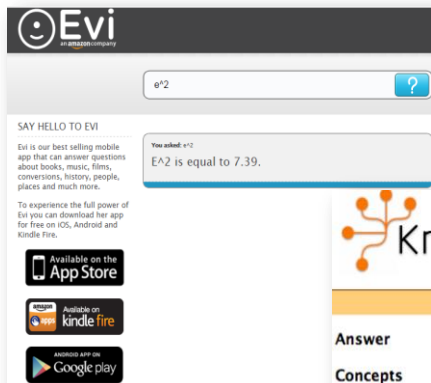 Evi
an amazon company
e^2
?
SAY HELLO TO EVI
Evi is our best selling mobile
app that can answer questions
about books, music, films,
conversions, history, people,
places and much more.
To experience the full power of
Evi you can download her app
for free on iOS, Android and
Kindle Fire.
Available on the
App Store
amazon
apps
Available on
kindle fire
ANDROID APP ON
Google play
You asked: e^2
E^2 is equal to 7.39.
Kn
Answer
Concepts